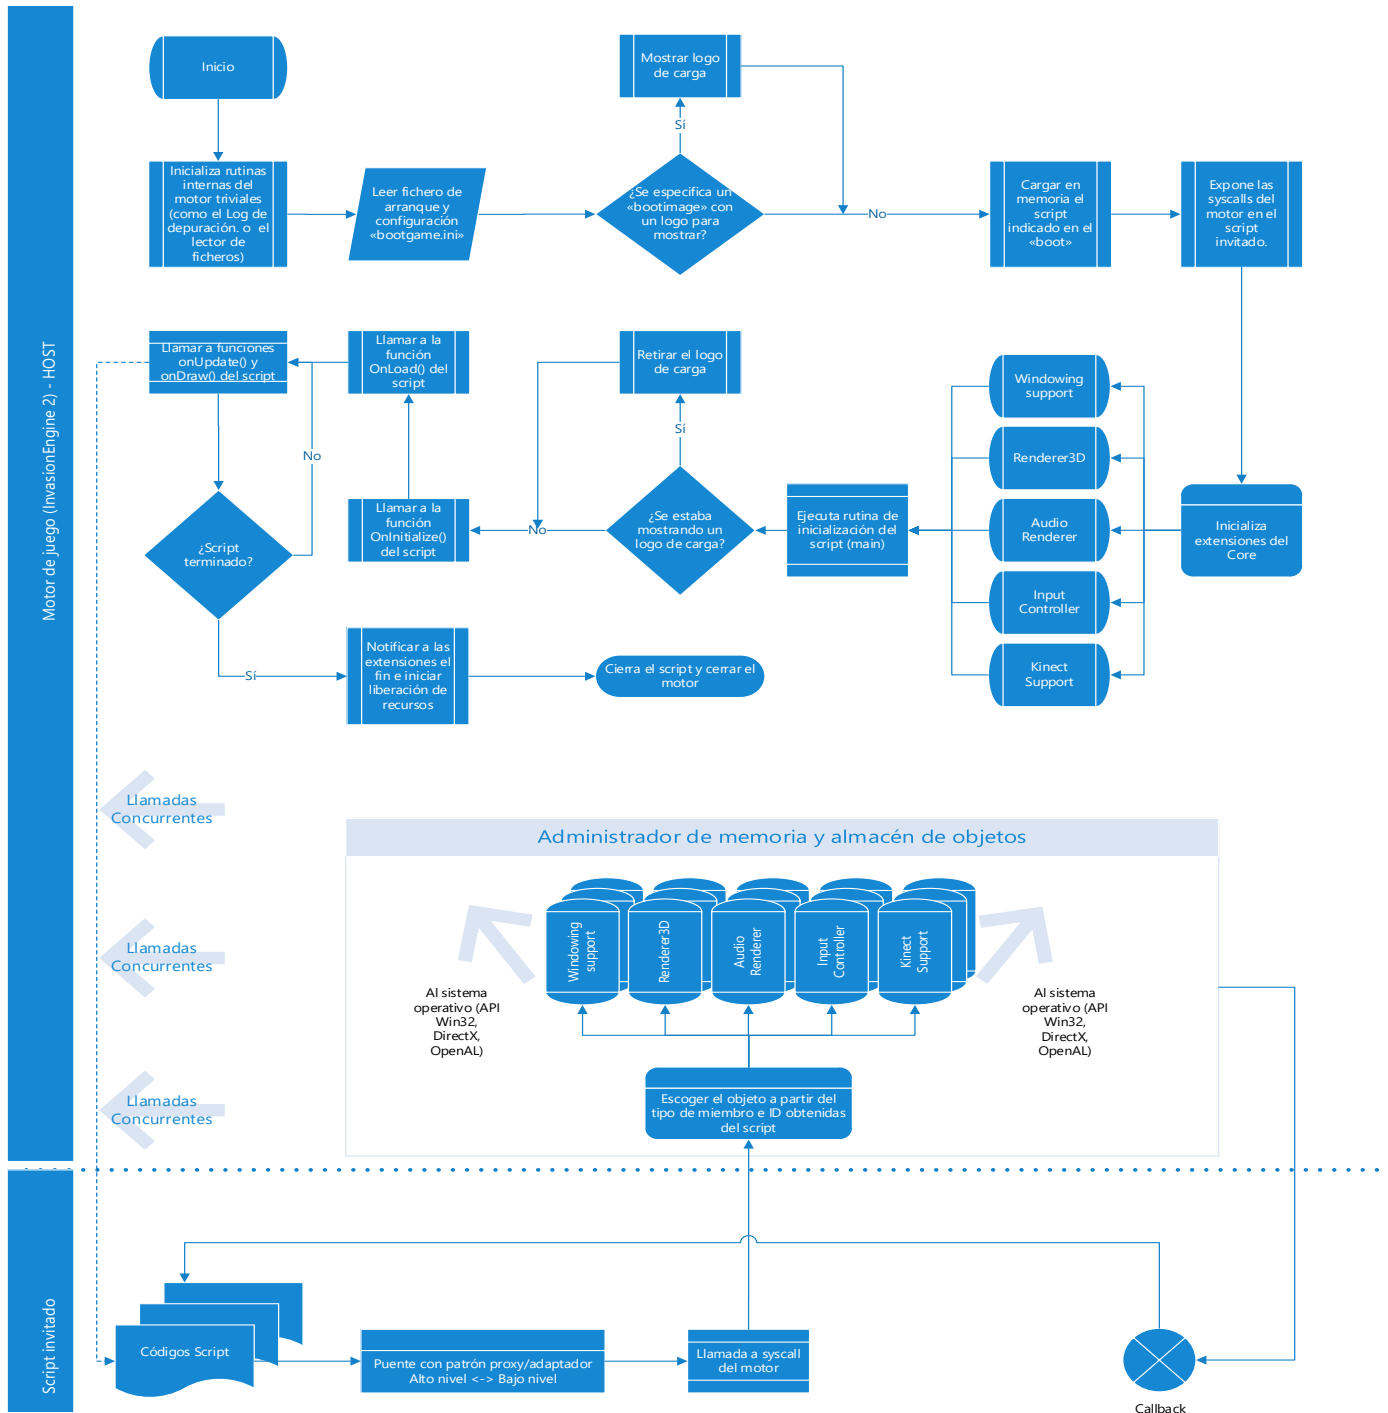 Motor de juego (InvasionEngine 2) - HOST
Inicio
Mostrar logo
de carga
Sí
Inicializa rutinas
internas del
motor triviales
(como el Log de
depuración. o el
lector de
ficheros)
Leer fichero de
arranque y
configuración
«bootgame.ini»
¿Se especifica un
«bootimage» con
un logo para
mostrar?
No
Cargar en
memoria el
script
indicado en el
«boot»
Expone las
syscalls del
motor en el
script
invitado.
Llamar a funciones
onUpdate() y
onDraw() del script
Llamar a la
función
OnLoad() del
script
Retirar el logo
de carga
Windowing
support
Sí
No
Renderer3D
¿Script
terminado?
Llamar a la
función
OnInitialize()
del script
No
¿Se estaba
mostrando un
logo de carga?
Ejecuta rutina de
inicialización del
script (main)
Audio
Renderer
Inicializa
extensiones del
Core
Input
Controller
Kinect
Support
Sí
Notificar a las
extensiones el
fin e iniciar
liberación de
recursos
Cierra el script y cerrar el
motor
Llamadas
Concurrentes
Administrador de memoria y almacén de objetos
Llamadas
Concurrentes
Windowing
support
Renderer3D
Audio
Renderer
Input
Controller
Kinect
Support
Al sistema
operativo (API
Win32,
DirectX,
OpenAL)
Al sistema
operativo (API
Win32,
DirectX,
OpenAL)
Llamadas
Concurrentes
Escoger el objeto a partir del
tipo de miembro e ID obtenidas
del script
Script invitado
Códigos Script
Puente con patrón proxy/adaptador
Alto nivel <-> Bajo nivel
Llamada a syscall
del motor
Callback